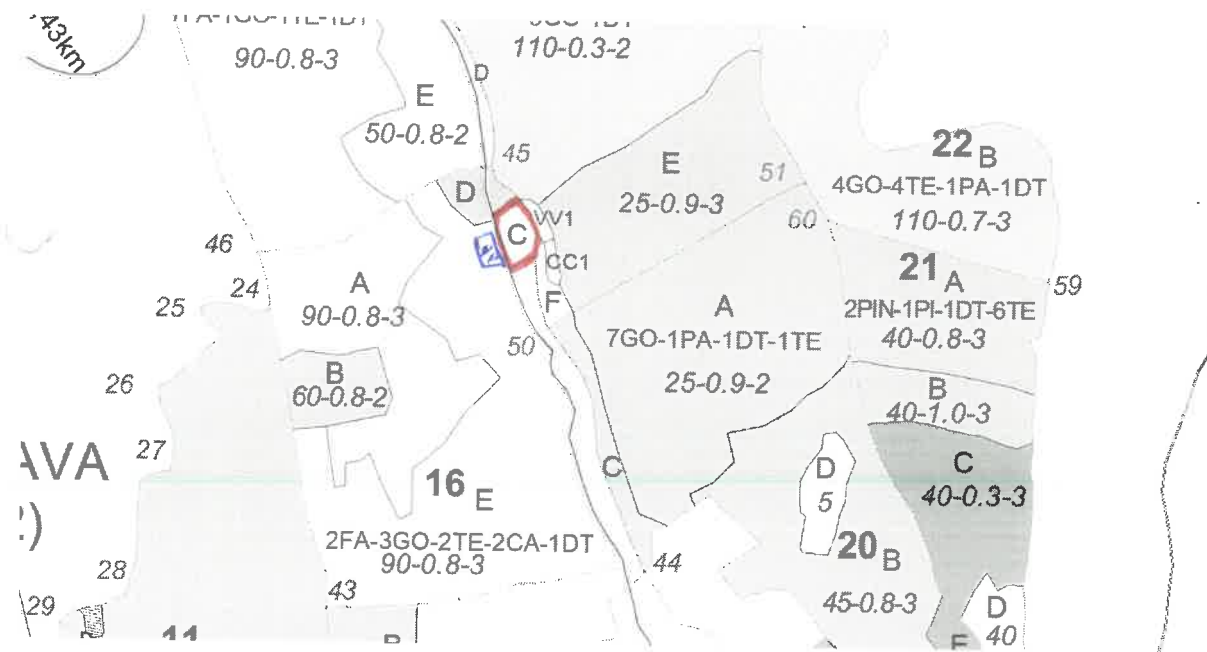 ,43km
90-0.8-3
110-0.3-2
D
E
50-0.8-2
45
D
C
VV1
CC1
F
E
25-0.9-3
51
60
22 B
4GO-4TE-1PA-1DT
110-0.7-3
21 A
2PIN-1PI-1DT-6TE
40-0.8-3
59
46
24
25
A
90-0.8-3
50
A
7GO-1PA-1DT-1TE
25-0.9-2
B
60-0.8-2
26
B
40-1.0-3
27
AVA
16 E
2FA-3GO-2TE-2CA-1DT
90-0.8-3
C
C
40-0.3-3
D
5
20 B
45-0.8-3
44
28
43
29
D
40
11